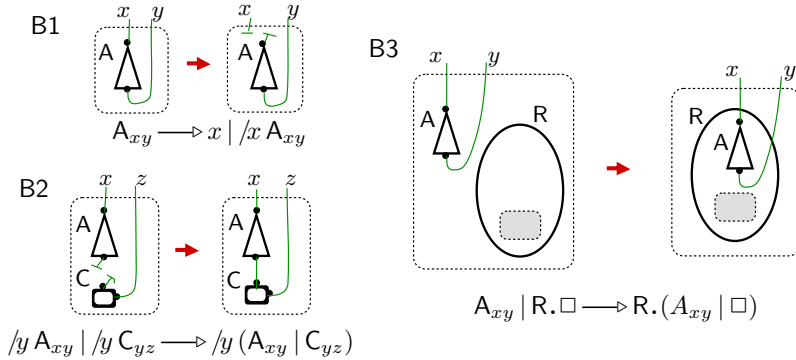 B1
x y x y
A A
A_{xy} —▷ x | /x A_{xy}
B2
x z x z
A A
C C
/y A_{xy} | /y C_{yz} —▷ /y (A_{xy} | C_{yz})
B3
x y x y
A R A R
A_{xy} | R.□ —▷ R.(A_{xy} | □)